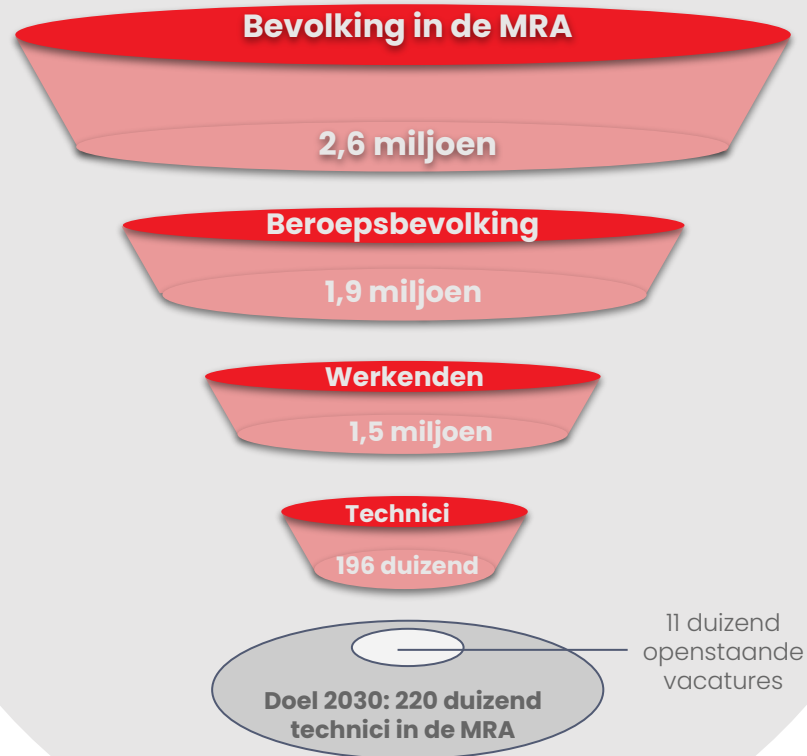 Bevolking in de MRA
2,6 miljoen
Beroepsbevolking
1,9 miljoen
Werkenden
1,5 miljoen
Technici
196 duizend
11 duizend
openstaande
vacatures
Doel 2030: 220 duizend
technici in de MRA